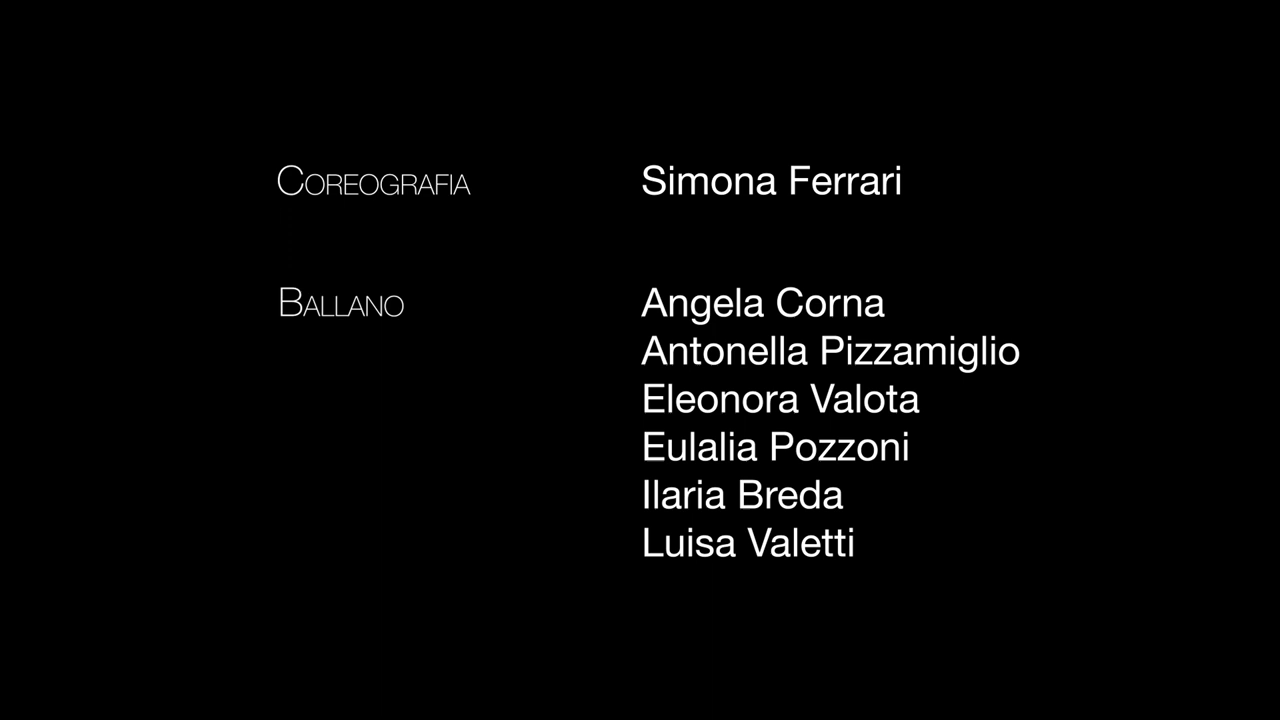 Coreografia Simona Ferrari
Ballano Angela Corna
Antonella Pizzamiglio
Eleonora Valota
Eulalia Pozzoni
Ilaria Breda
Luisa Valetti